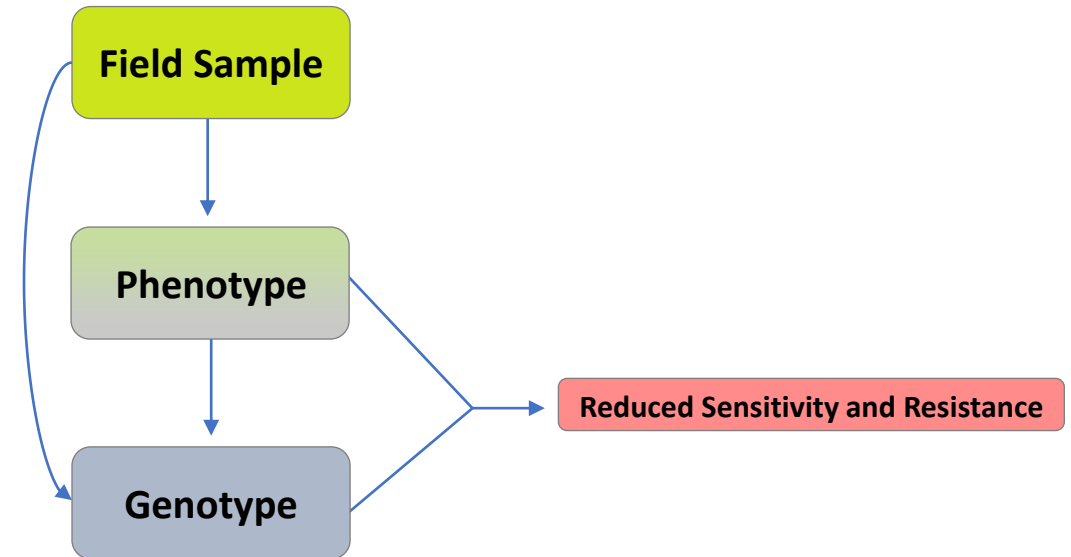 Field Sample
Phenotype
Reduced Sensitivity and Resistance
Genotype